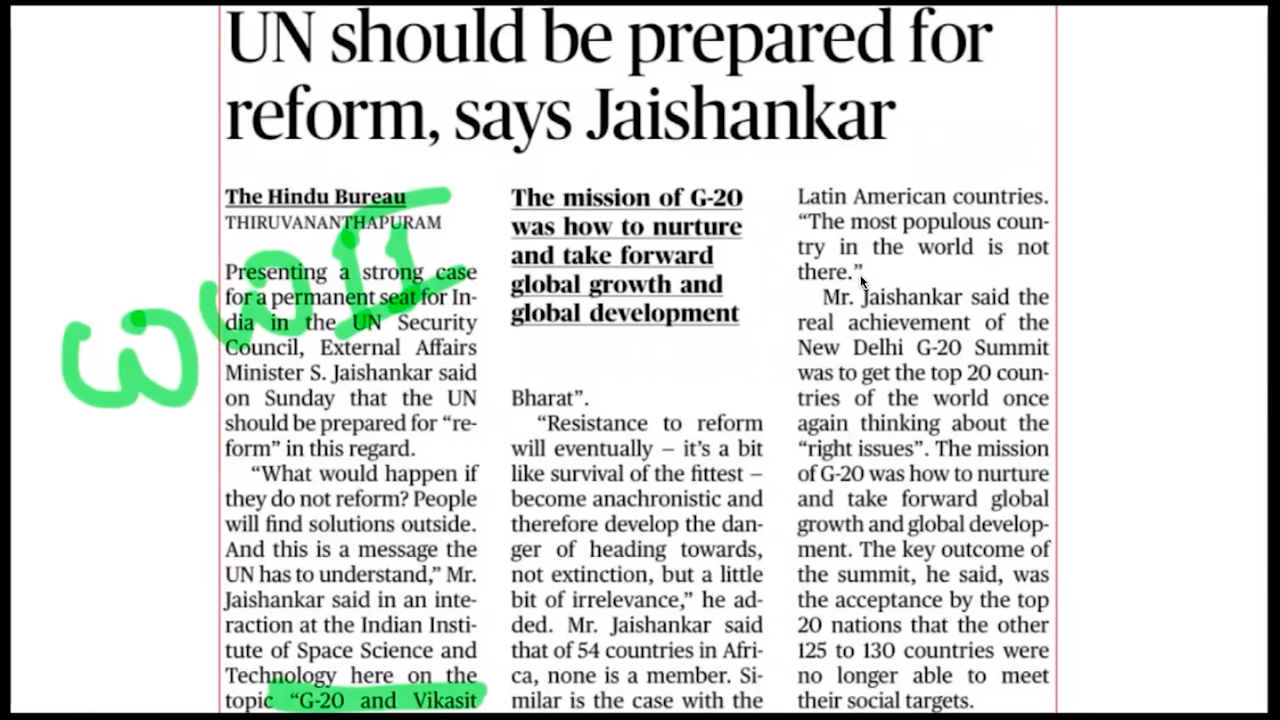 UN should be prepared for
reform, says Jaishankar
The Hindu Bureau
THIRUVANANTHAPURAM
Presenting a strong case
for a permanent seat for In-
dia in the UN Security
Council, External Affairs
Minister S. Jaishankar said
on Sunday that the UN
should be prepared for “re-
form” in this regard.
“What would happen if
they do not reform? People
will find solutions outside.
And this is a message the
UN has to understand,” Mr.
Jaishankar said in an inte-
raction at the Indian Insti-
tute of Space Science and
Technology here on the
topic “G-20 and Vikasit
WW II
The mission of G-20
was how to nurture
and take forward
global growth and
global development
Bharat”.
“Resistance to reform
will eventually – it’s a bit
like survival of the fittest –
become anachronistic and
therefore develop the dan-
ger of heading towards,
not extinction, but a little
bit of irrelevance,” he ad-
ded. Mr. Jaishankar said
that of 54 countries in Afri-
ca, none is a member. Si-
milar is the case with the
Latin American countries.
“The most populous coun-
try in the world is not
there.”
Mr. Jaishankar said the
real achievement of the
New Delhi G-20 Summit
was to get the top 20 coun-
tries of the world once
again thinking about the
“right issues”. The mission
of G-20 was how to nurture
and take forward global
growth and global develop-
ment. The key outcome of
the summit, he said, was
the acceptance by the top
20 nations that the other
125 to 130 countries were
no longer able to meet
their social targets.